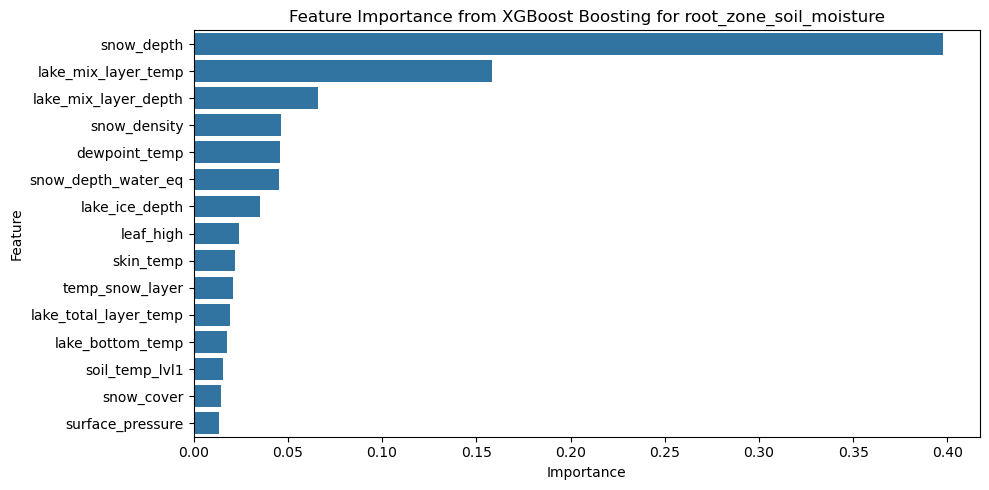 Feature Importance from XGBoost Boosting for root_zone_soil_moisture
Feature
snow_depth
lake_mix_layer_temp
lake_mix_layer_depth
snow_density
dewpoint_temp
snow_depth_water_eq
lake_ice_depth
leaf_high
skin_temp
temp_snow_layer
lake_total_layer_temp
lake_bottom_temp
soil_temp_lvl1
snow_cover
surface_pressure
0.00 0.05 0.10 0.15 0.20 0.25 0.30 0.35 0.40
Importance